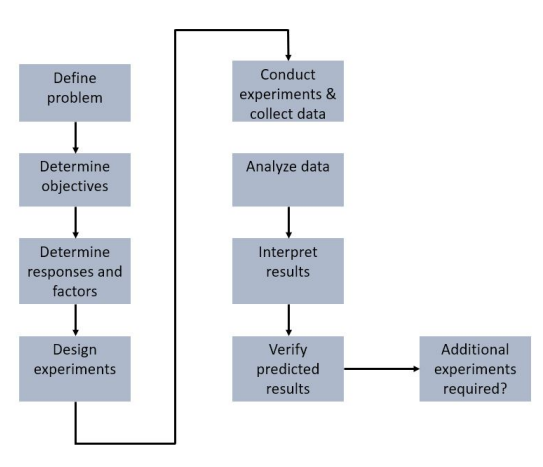 Define
problem
Determine
objectives
Determine
responses and
factors
Design
experiments
Conduct
experiments &
collect data
Analyze data
Interpret
results
Verify
predicted
results
Additional
experiments
required?